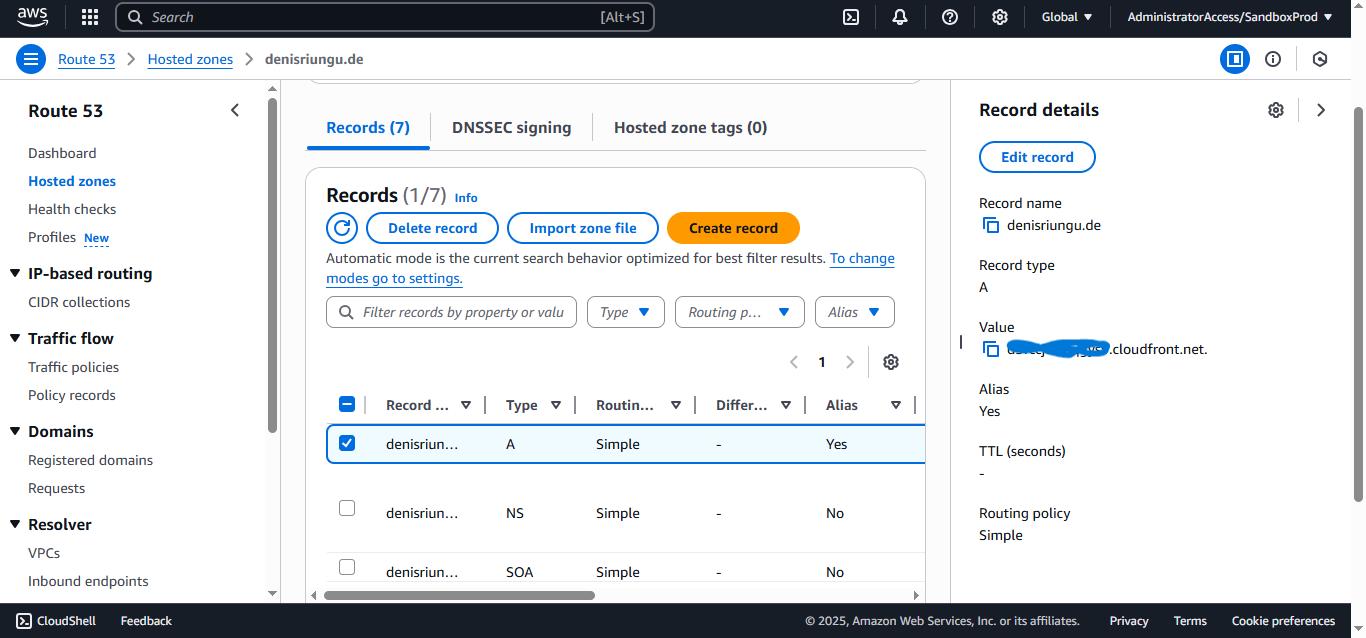 aws
Search [Alt+S]
Global
AdministratorAccess/SandboxProd
Route 53
Hosted zones
denisriungu.de
Route 53
Dashboard
Hosted zones
Health checks
Profiles New
IP-based routing
CIDR collections
Traffic flow
Traffic policies
Policy records
Domains
Registered domains
Requests
Resolver
VPCs
Inbound endpoints
Records (7)
DNSSEC signing
Hosted zone tags (0)
Records (1/7) Info
Delete record
Import zone file
Create record
Automatic mode is the current search behavior optimized for best filter results. To change
modes go to settings.
Filter records by property or valu
Type
Routing p...
Alias
1
Record ... Type Routin... Differ... Alias
denisriun... A Simple - Yes
denisriun... NS Simple - No
denisriun... SOA Simple - No
Record details
Edit record
Record name
denisriungu.de
Record type
A
Value
.cloudfront.net.
Alias
Yes
TTL (seconds)
-
Routing policy
Simple
CloudShell
Feedback
© 2025, Amazon Web Services, Inc. or its affiliates.
Privacy
Terms
Cookie preferences